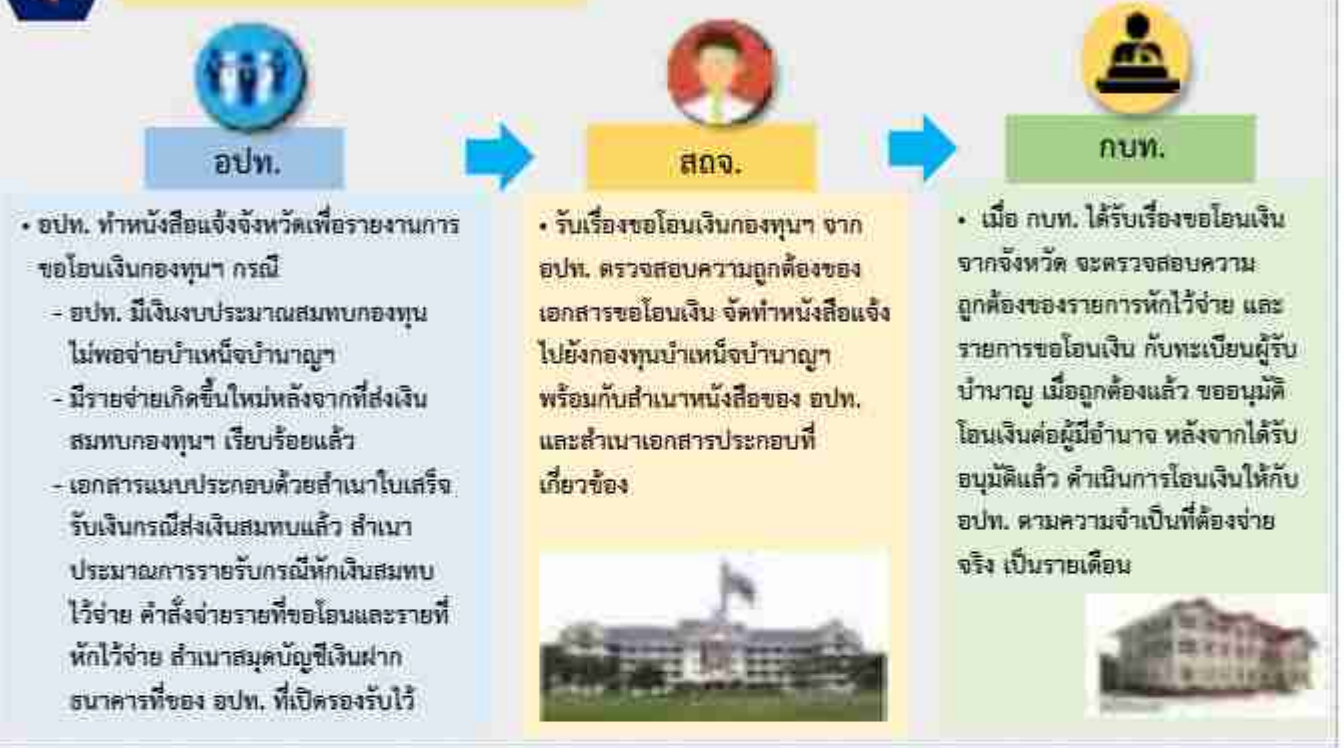 อปท.
• อปท. ทำหนังสือแจ้งจังหวัดเพื่อรายงานการ
ขอโอนเงินกองทุนฯ กรณี
- อปท. มีเงินงบประมาณสมทบกองทุน
ไม่พอจ่ายบำเหน็จบำนาญฯ
- มีรายจ่ายเกิดขึ้นใหม่หลังจากที่ส่งเงิน
สมทบกองทุนฯ เรียบร้อยแล้ว
- เอกสารแนบประกอบด้วยสำเนาใบเสร็จ
รับเงินกรณีส่งเงินสมทบแล้ว สำเนา
ประมาณการรายรับกรณีหักเงินสมทบ
ไว้จ่าย คำสั่งจ่ายรายที่ขอโอนและรายที่
หักไว้จ่าย สำเนาสมุดบัญชีเงินฝาก
ธนาคารที่ของ อปท. ที่เปิดรองรับไว้
สถจ.
• รับเรื่องขอโอนเงินกองทุนฯ จาก
อปท. ตรวจสอบความถูกต้องของ
เอกสารขอโอนเงิน จัดทำหนังสือแจ้ง
ไปยังกองทุนบำเหน็จบำนาญฯ
พร้อมกับสำเนาหนังสือของ อปท.
และสำเนาเอกสารประกอบที่
เกี่ยวข้อง
กบท.
• เมื่อ กบท. ได้รับเรื่องขอโอนเงิน
จากจังหวัด จะตรวจสอบความ
ถูกต้องของรายการหักไว้จ่าย และ
รายการขอโอนเงิน กับทะเบียนผู้รับ
บำนาญ เมื่อถูกต้องแล้ว ขออนุมัติ
โอนเงินต่อผู้มีอำนาจ หลังจากได้รับ
อนุมัติแล้ว ดำเนินการโอนเงินให้กับ
อปท. ตามความจำเป็นที่ต้องจ่าย
จริง เป็นรายเดือน